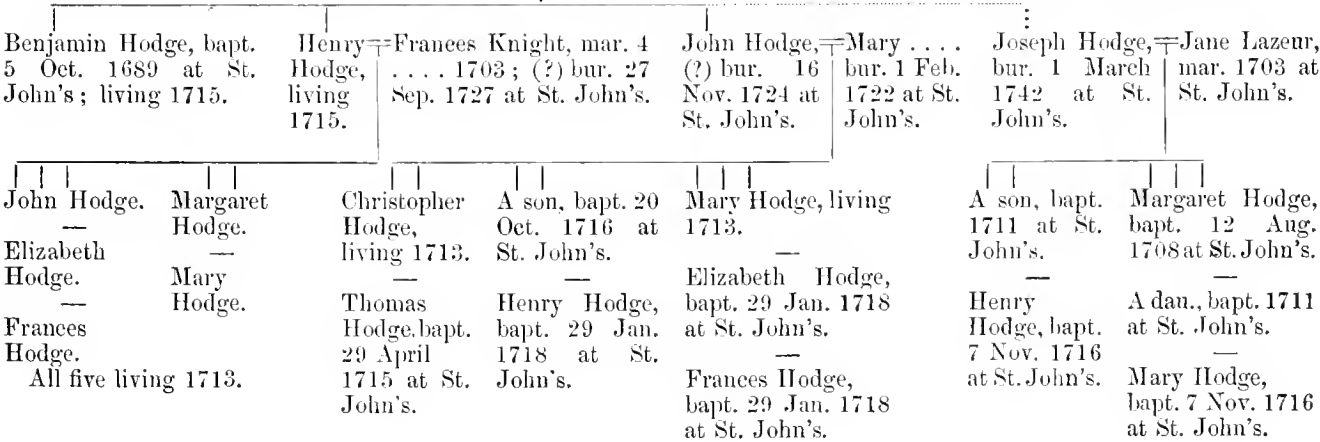 Benjamin Hodge, bapt.
5 Oct. 1689 at St.
John's; living 1715.
Henry=Frances Knight, mar. 4
Hodge, . . . . 1703; (?) bur. 27
living Sep. 1727 at St. John's.
1715.
John Hodge,=Mary . . . .
(?) bur. 16 bur. 1 Feb.
Nov. 1724 at 1722 at St.
St. John's. John's.
Joseph Hodge,=Jane Lazeur,
bur. 1 March mar. 1703 at
1742 at St. St. John's.
John's.
John Hodge.
—
Elizabeth
Hodge.
—
Frances
Hodge.
Margaret
Hodge.
—
Mary
Hodge.
All five living 1713.
Christopher
Hodge,
living 1713.
—
Thomas
Hodge, bapt.
29 April
1715 at St.
John's.
A son, bapt. 20
Oct. 1716 at
St. John's.
—
Henry Hodge,
bapt. 29 Jan.
1718 at St.
John's.
Mary Hodge, living
1713.
—
Elizabeth Hodge,
bapt. 29 Jan. 1718
at St. John's.
—
Frances Hodge,
bapt. 29 Jan. 1718
at St. John's.
A son, bapt.
1711 at St.
John's.
—
Henry
Hodge, bapt.
7 Nov. 1716
at St. John's.
Margaret Hodge,
bapt. 12 Aug.
1708 at St. John's.
—
A dau., bapt. 1711
at St. John's.
—
Mary Hodge,
bapt. 7 Nov. 1716
at St. John's.